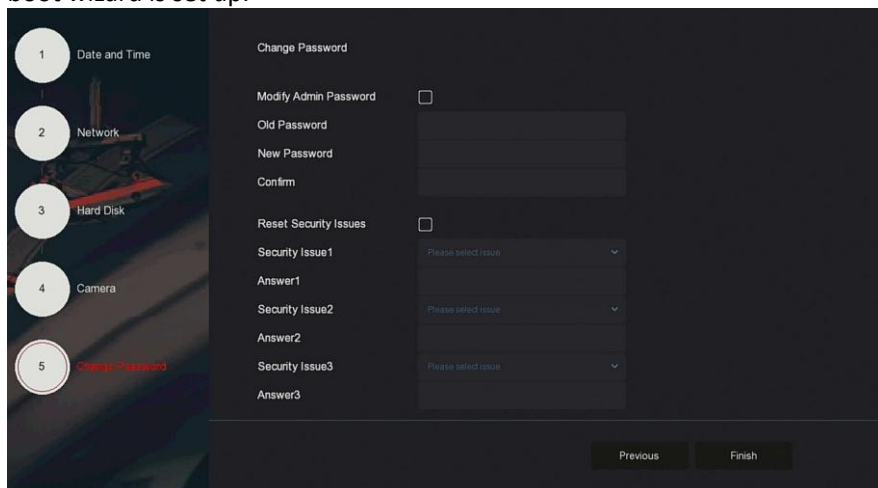 boot wizard is set up.
1 Date and Time
2 Network
3 Hard Disk
4 Camera
5 Change Password
Change Password
Modify Admin Password
Old Password
New Password
Confirm
Reset Security Issues
Security Issue1 Please select issue
Answer1
Security Issue2 Please select issue
Answer2
Security Issue3 Please select issue
Answer3
Previous Finish